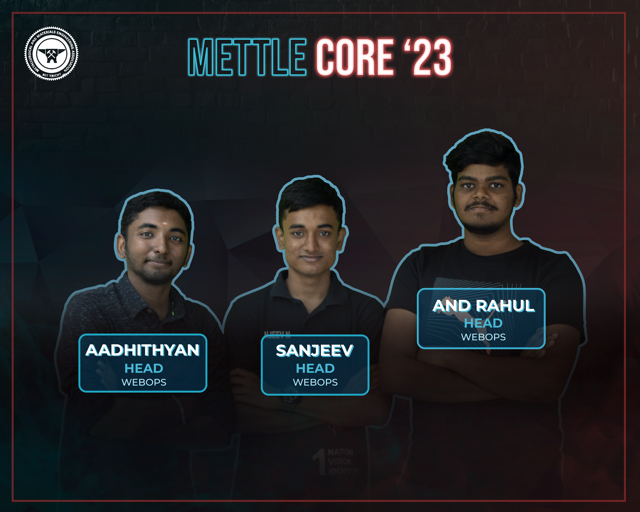 METTLE CORE ‘23
AND RAHUL
HEAD
WEBOPS
AADHITHYAN
HEAD
WEBOPS
SANJEEV
HEAD
WEBOPS